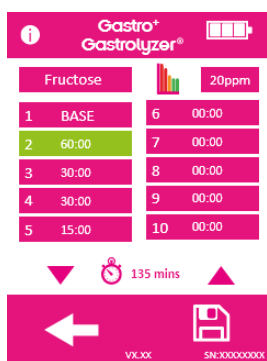 i
Gastro⁺
Gastrolyzer®
Fructose
20ppm
1 BASE
2 60:00
3 30:00
4 30:00
5 15:00
6 00:00
7 00:00
8 00:00
9 00:00
10 00:00
135 mins
VX.XX
SN:XXXXXXXXX